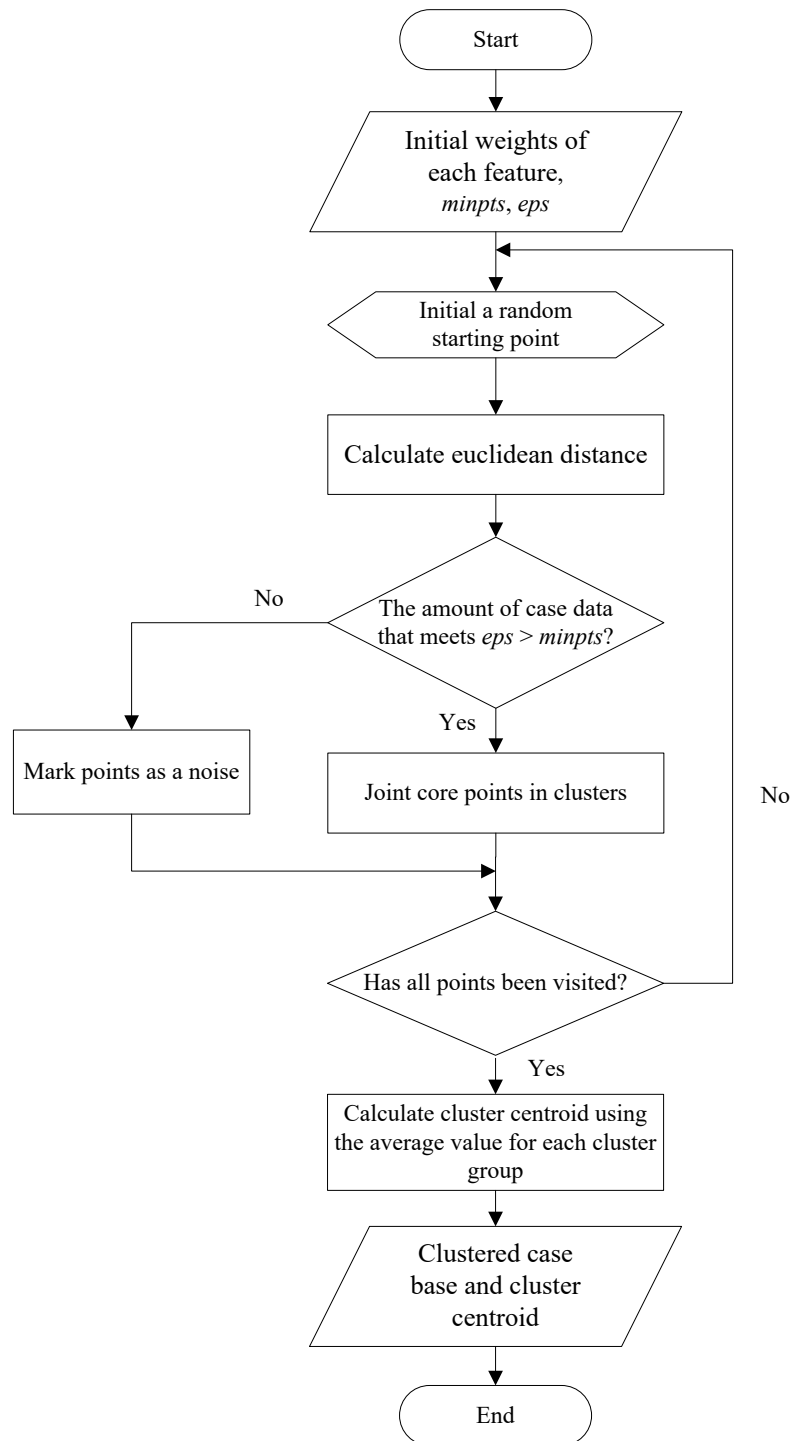 Start
Initial weights of
each feature,
minpts, eps
Initial a random
starting point
Calculate euclidean distance
No
The amount of case data
that meets eps > minpts?
Yes
Mark points as a noise
Joint core points in clusters
No
Has all points been visited?
Yes
Calculate cluster centroid using
the average value for each cluster
group
Clustered case
base and cluster
centroid
End